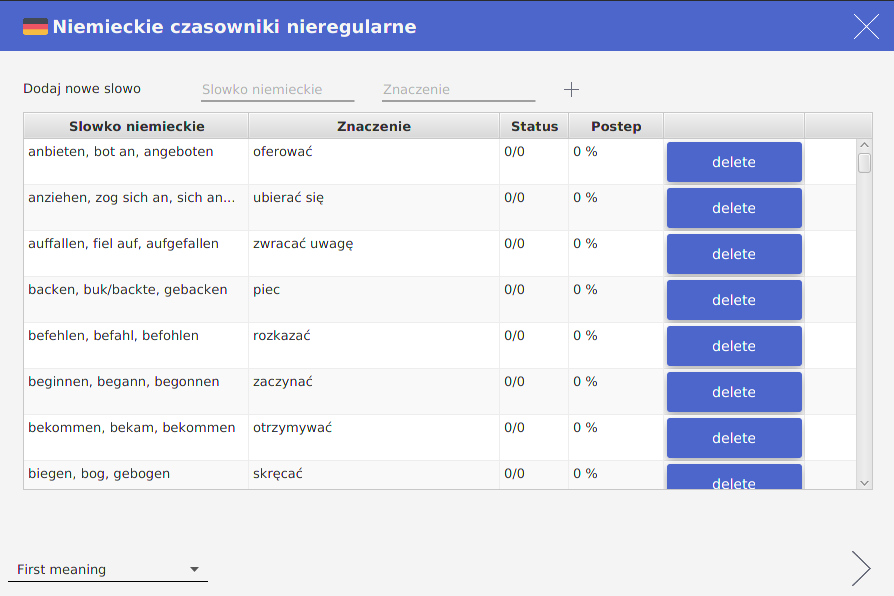 Niemieckie czasowniki nieregularne
Dodaj nowe slowo Slowko niemieckie Znaczenie
Slowko niemieckie Znaczenie Status Postep
anbieten, bot an, angeboten oferować 0/0 0 % delete
anziehen, zog sich an, sich an... ubierać się 0/0 0 % delete
auffallen, fiel auf, aufgefallen zwracać uwagę 0/0 0 % delete
backen, buk/backte, gebacken piec 0/0 0 % delete
befehlen, befahl, befohlen rozkazać 0/0 0 % delete
beginnen, begann, begonnen zaczynać 0/0 0 % delete
bekommen, bekam, bekommen otrzymywać 0/0 0 % delete
biegen, bog, gebogen skręcać 0/0 0 % delete
First meaning